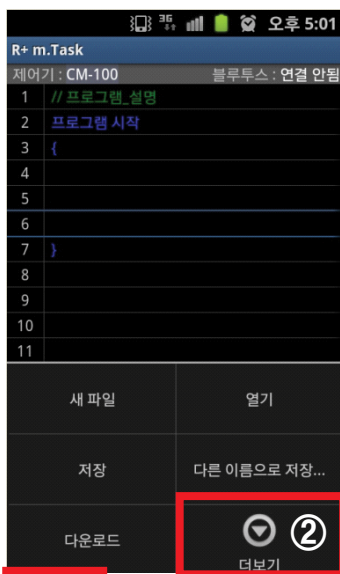 3G 오후 5:01
R+ m.Task
제어기 : CM-100 블루투스 : 연결 안됨
1 // 프로그램_설명
2 프로그램 시작
3 {
4
5
6
7 }
8
9
10
11
새 파일 열기
저장 다른 이름으로 저장...
다운로드 ②
더보기